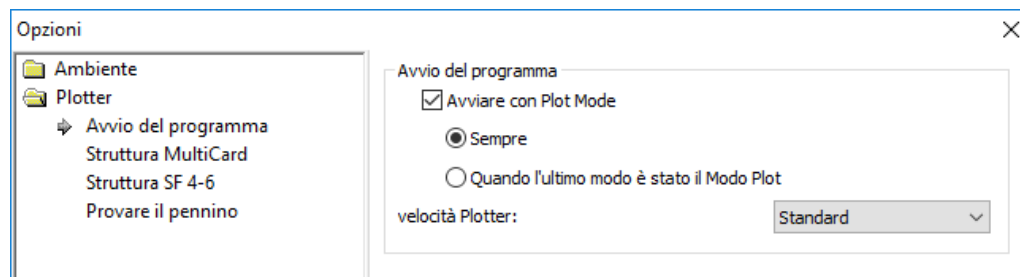 Opzioni
Ambiente
Plotter
Avvio del programma
Struttura MultiCard
Struttura SF 4-6
Provare il pennino
Avvio del programma
Avviare con Plot Mode
Sempre
Quando l'ultimo modo è stato il Modo Plot
velocità Plotter: Standard